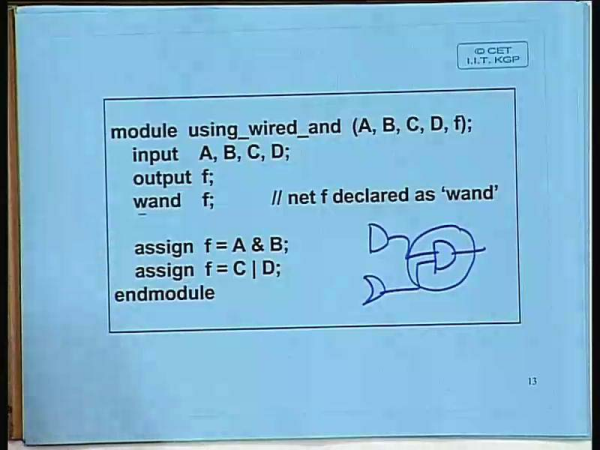 © CET
I.I.T. KGP
module using_wired_and (A, B, C, D, f);
input A, B, C, D;
output f;
wand f; // net f declared as ‘wand’
assign f = A & B;
assign f = C | D;
endmodule
13